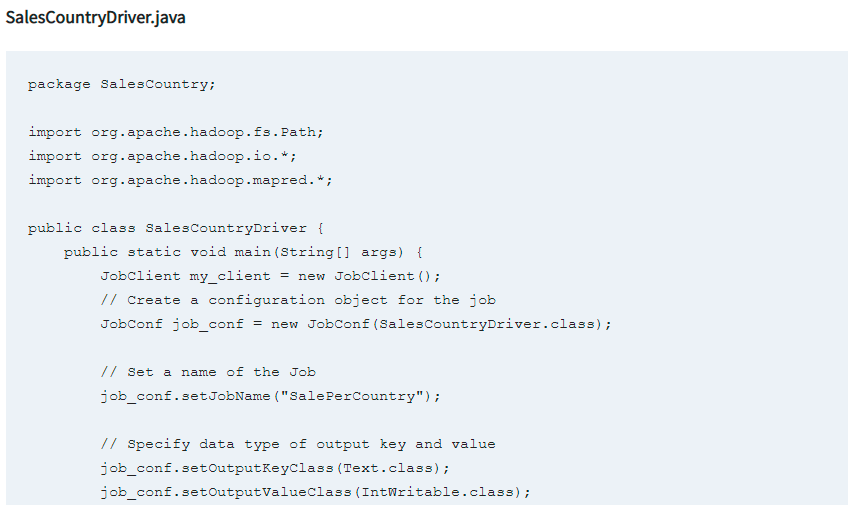 SalesCountryDriver.java
package SalesCountry;
import org.apache.hadoop.fs.Path;
import org.apache.hadoop.io.*;
import org.apache.hadoop.mapred.*;
public class SalesCountryDriver {
public static void main(String[] args) {
JobClient my_client = new JobClient();
// Create a configuration object for the job
JobConf job_conf = new JobConf(SalesCountryDriver.class);
// Set a name of the Job
job_conf.setJobName("SalePerCountry");
// Specify data type of output key and value
job_conf.setOutputKeyClass(Text.class);
job_conf.setOutputValueClass(IntWritable.class);